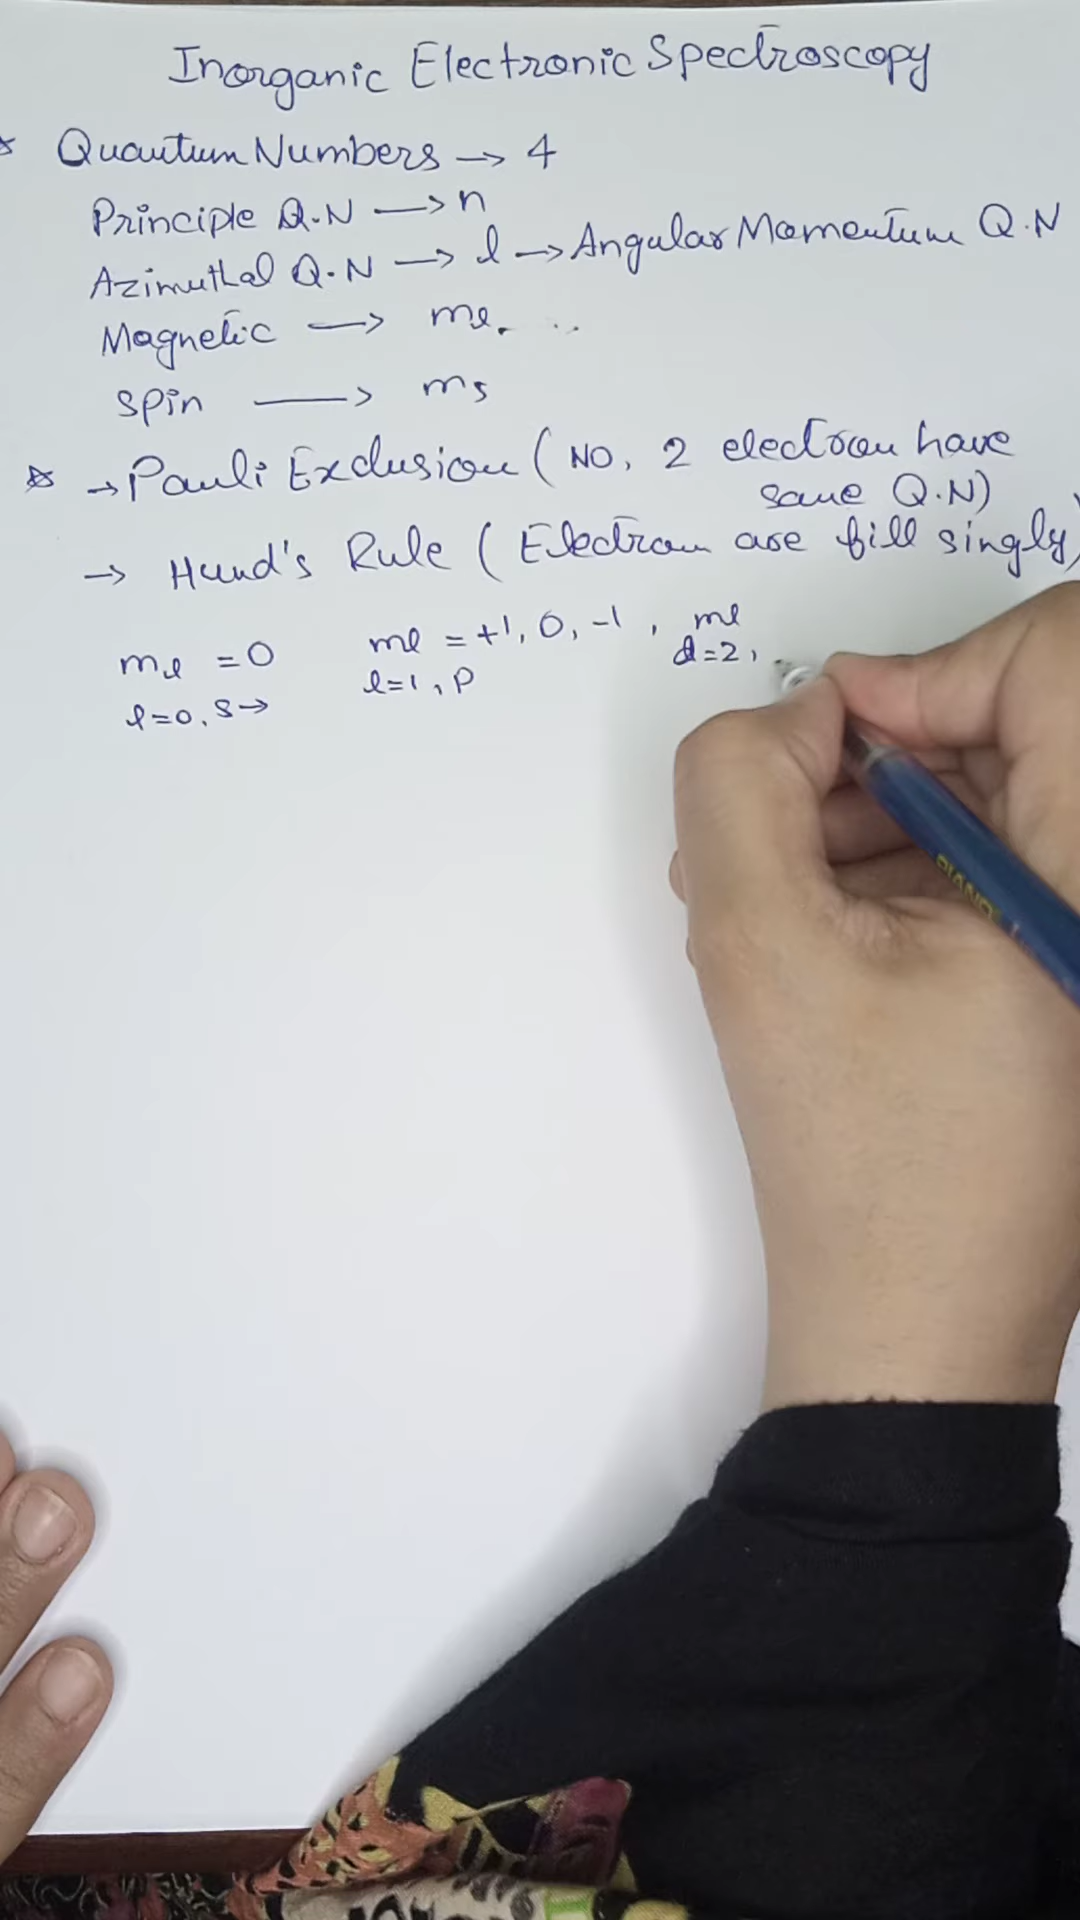 Inorganic Electronic Spectroscopy
Quantum Numbers → 4
Principle Q.N → n
Azimuthal Q.N → l → Angular Momentum Q.N
Magnetic → ml.
Spin → ms
→ Pauli Exclusion (NO, 2 electron have
same Q.N)
→ Hund's Rule (Electron are fill singly)
ml = 0 ml = +1, 0, -1 , ml
l=0, s→ l=1, p d=2,
PIANO